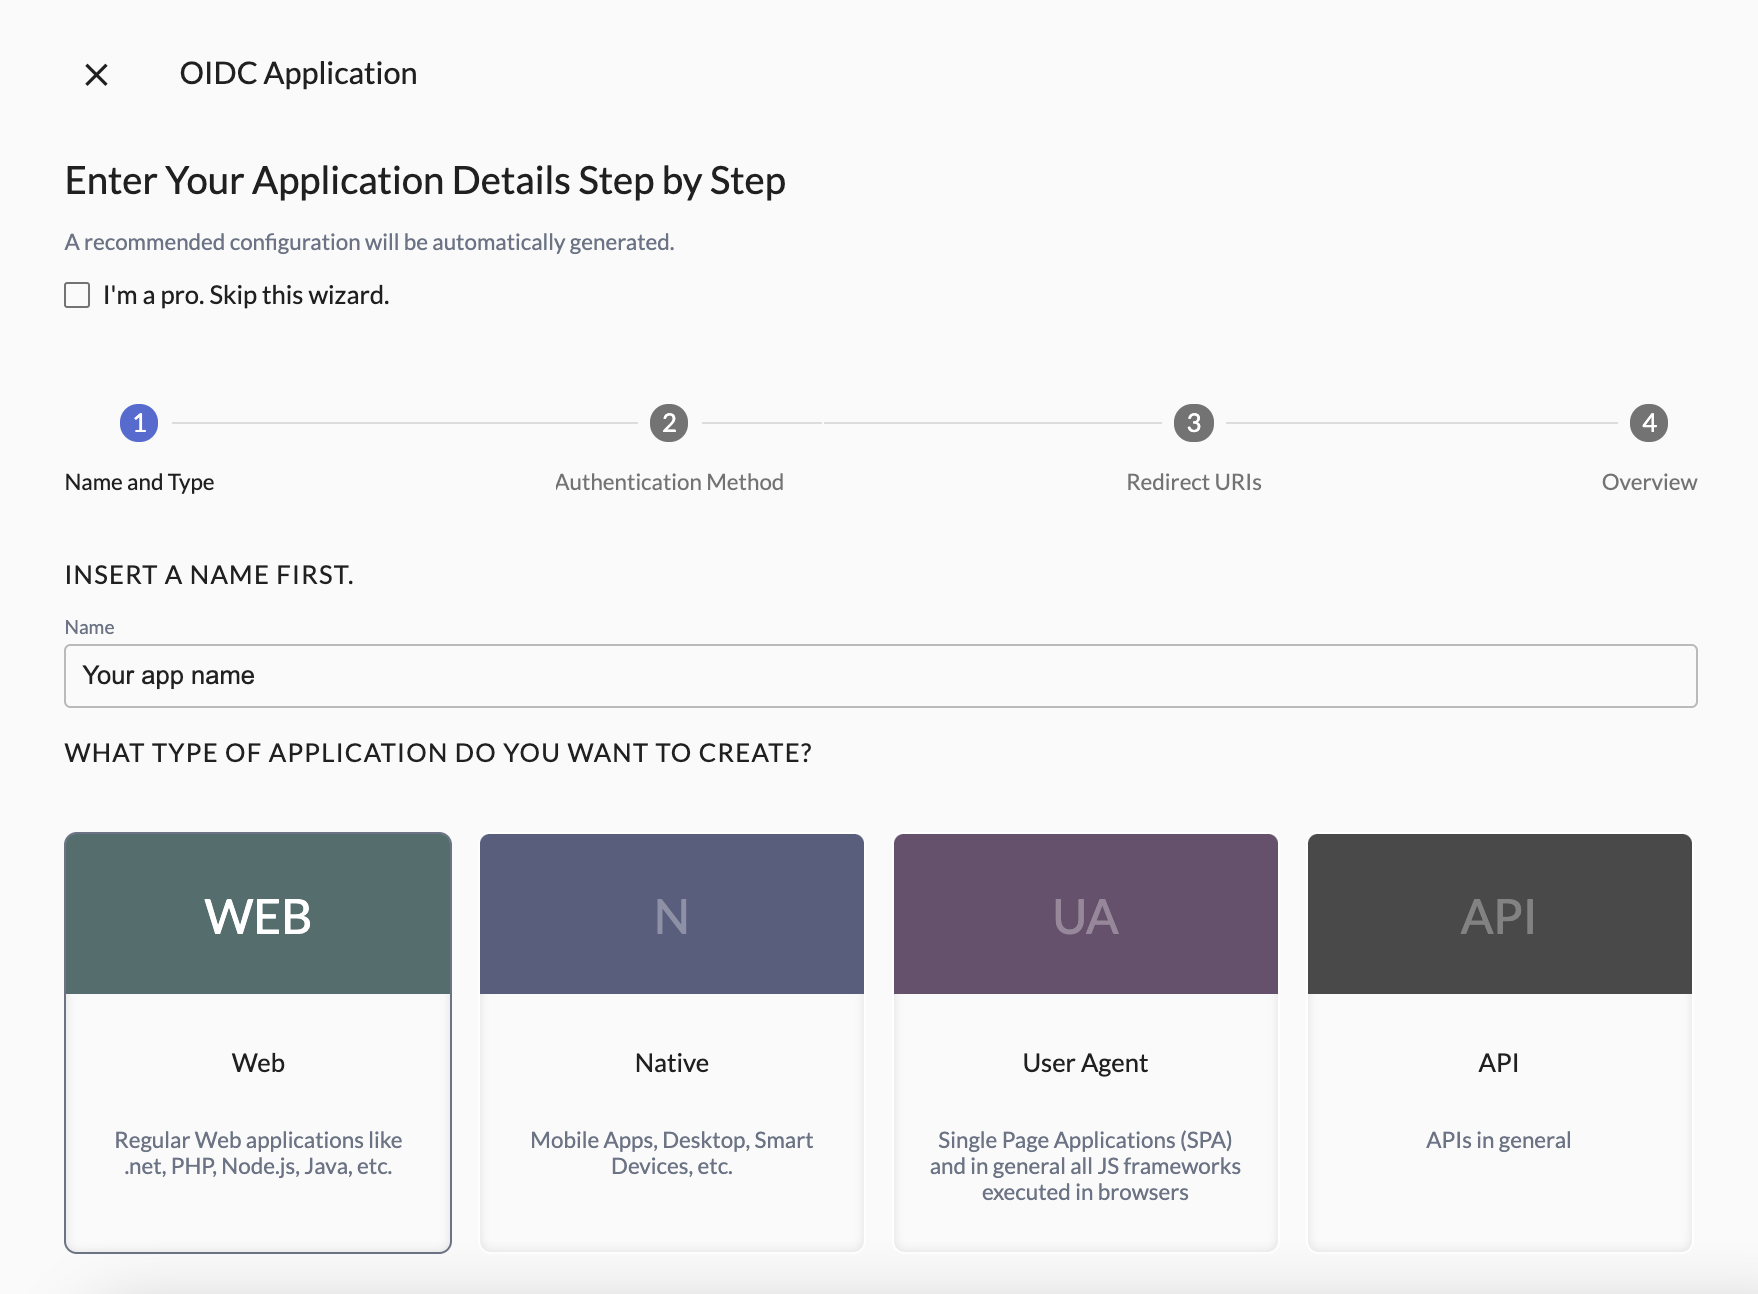 OIDC Application
Enter Your Application Details Step by Step
A recommended configuration will be automatically generated.
I'm a pro. Skip this wizard.
1
2
3
4
Name and Type
Authentication Method
Redirect URIs
Overview
INSERT A NAME FIRST.
Name
Your app name
WHAT TYPE OF APPLICATION DO YOU WANT TO CREATE?
WEB
Web
Regular Web applications like
.net, PHP, Node.js, Java, etc.
N
Native
Mobile Apps, Desktop, Smart
Devices, etc.
UA
User Agent
Single Page Applications (SPA)
and in general all JS frameworks
executed in browsers
API
API
APIs in general